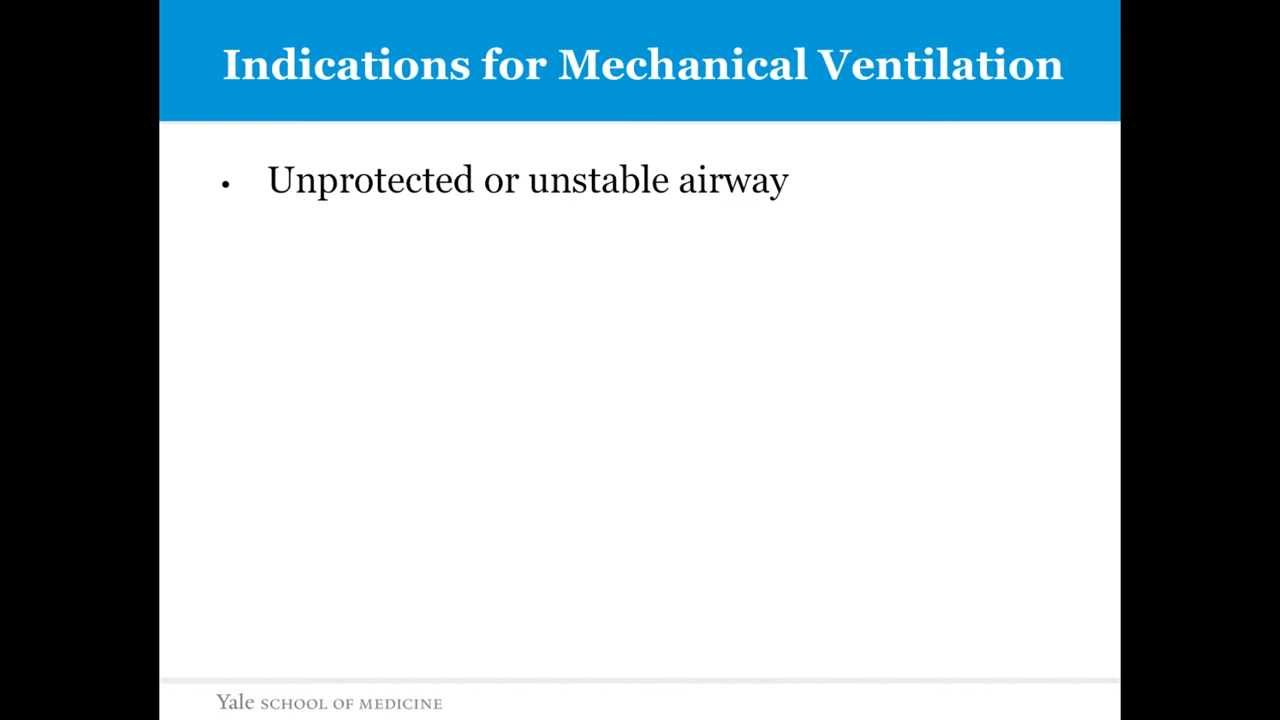 Indications for Mechanical Ventilation
• Unprotected or unstable airway
Yale SCHOOL OF MEDICINE